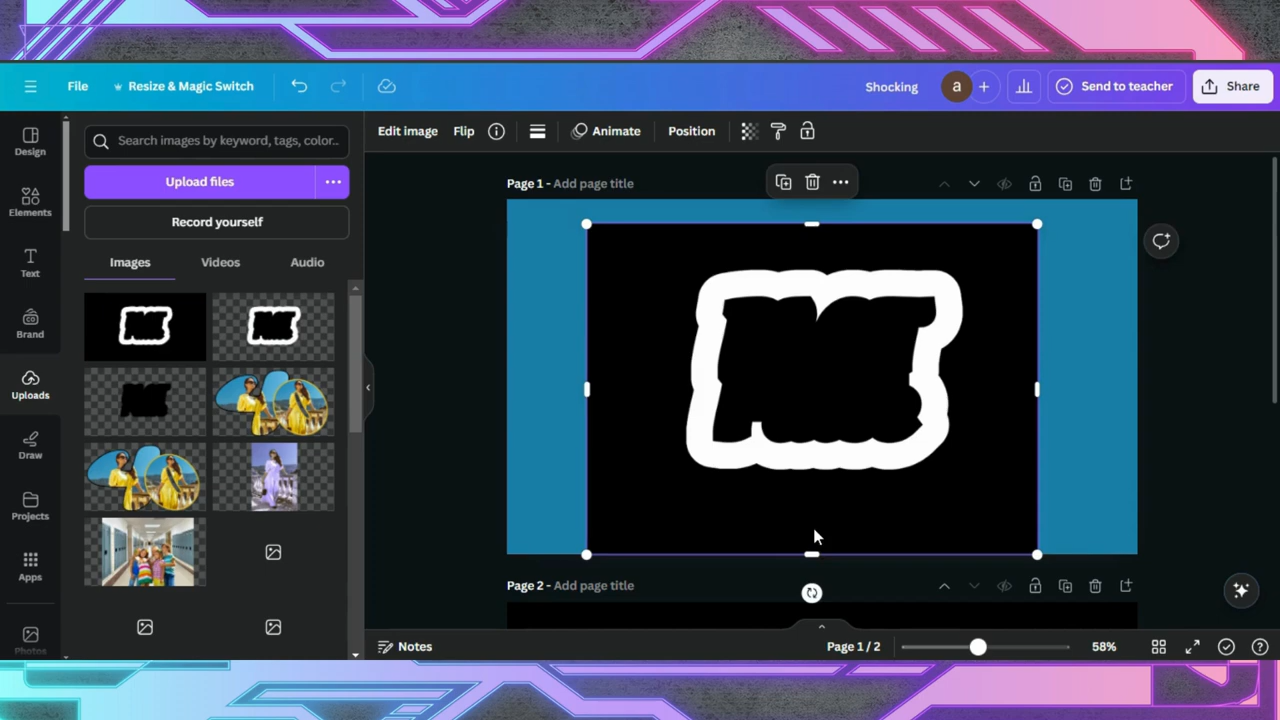 File
Resize & Magic Switch
Shocking
a
Send to teacher
Share
Design
Elements
Text
Brand
Uploads
Draw
Projects
Apps
Photos
Search images by keyword, tags, color..
Upload files
Record yourself
Images
Videos
Audio
Edit image
Flip
Animate
Position
Page 1 - Add page title
Page 2 - Add page title
Notes
Page 1 / 2
58%